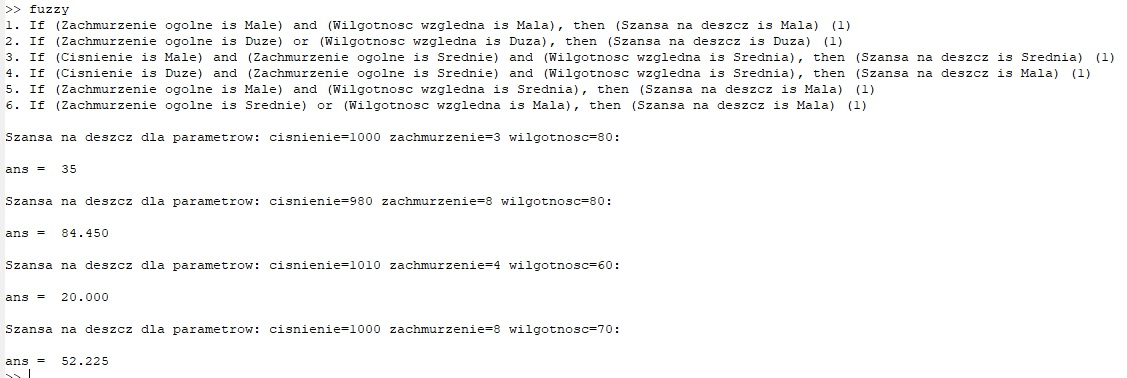 >> fuzzy
1. If (Zachmurzenie ogolne is Male) and (Wilgotnosc wzgledna is Mala), then (Szansa na deszcz is Mala) (1)
2. If (Zachmurzenie ogolne is Duze) or (Wilgotnosc wzgledna is Duza), then (Szansa na deszcz is Duza) (1)
3. If (Cisnienie is Male) and (Zachmurzenie ogolne is Srednie) and (Wilgotnosc wzgledna is Srednia), then (Szansa na deszcz is Srednia) (1)
4. If (Cisnienie is Duze) and (Zachmurzenie ogolne is Srednie) and (Wilgotnosc wzgledna is Srednia), then (Szansa na deszcz is Mala) (1)
5. If (Zachmurzenie ogolne is Male) and (Wilgotnosc wzgledna is Srednia), then (Szansa na deszcz is Mala) (1)
6. If (Zachmurzenie ogolne is Srednie) or (Wilgotnosc wzgledna is Mala), then (Szansa na deszcz is Mala) (1)
Szansa na deszcz dla parametrow: cisnienie=1000 zachmurzenie=3 wilgotnosc=80:
ans = 35
Szansa na deszcz dla parametrow: cisnienie=980 zachmurzenie=8 wilgotnosc=80:
ans = 84.450
Szansa na deszcz dla parametrow: cisnienie=1010 zachmurzenie=4 wilgotnosc=60:
ans = 20.000
Szansa na deszcz dla parametrow: cisnienie=1000 zachmurzenie=8 wilgotnosc=70:
ans = 52.225
>>